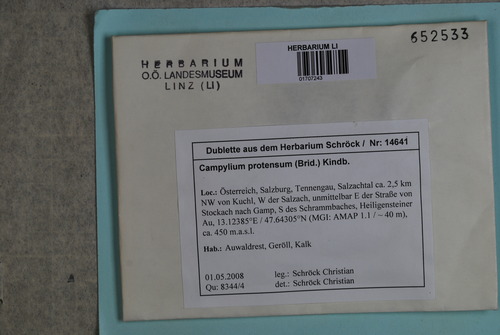 652533
HERBARIUM
O.Ö. LANDESMUSEUM
LINZ (LI)
HERBARIUM LI
01707243
Dublette aus dem Herbarium Schröck / Nr: 14641
Campylium protensum (Brid.) Kindb.
Loc.: Österreich, Salzburg, Tennengau, Salzachtal ca. 2,5 km
NW von Kuchl, W der Salzach, unmittelbar E der Straße von
Stockach nach Gamp, S des Schrammbaches, Heiligensteiner
Au, 13.12385°E / 47.64305°N (MGI: AMAP 1.1 / ~ 40 m),
ca. 450 m.a.s.l.
Hab.: Auwaldrest, Geröll, Kalk
01.05.2008 leg.: Schröck Christian
Qu: 8344/4 det.: Schröck Christian